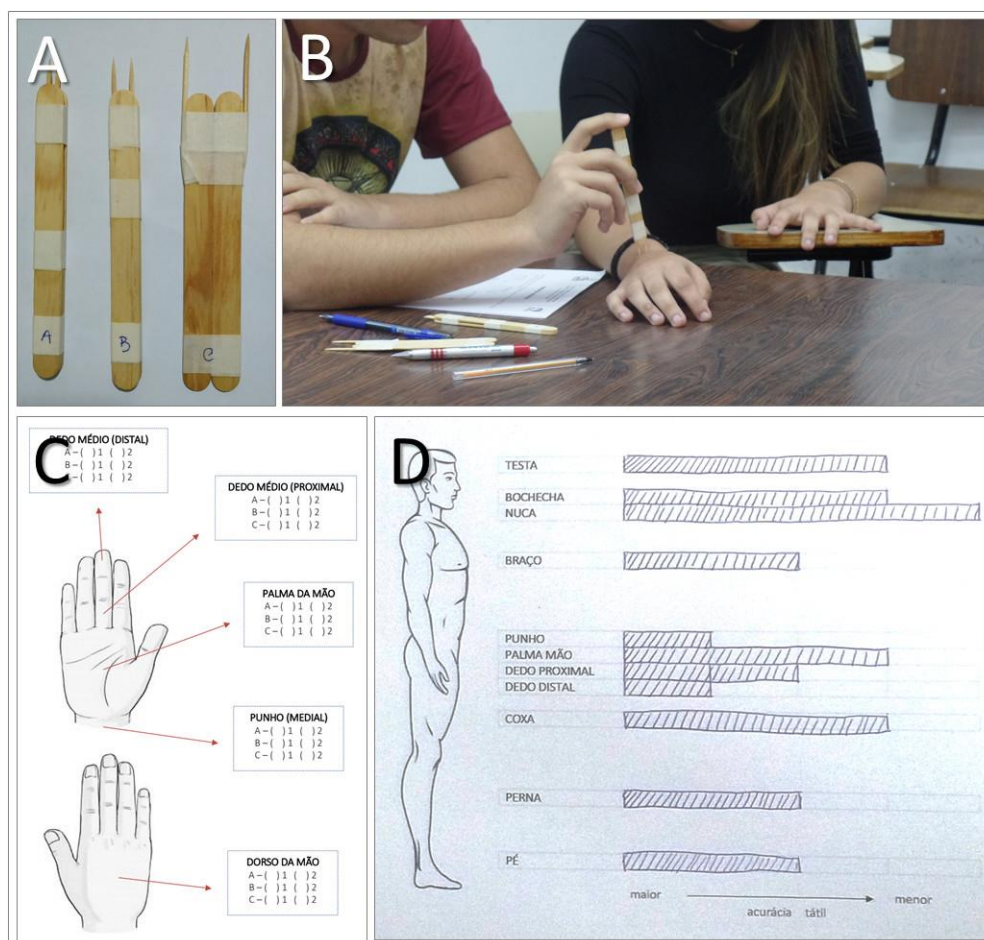 A
A
B
C
B
C
DEDO MÉDIO (DISTAL)
A – ( ) 1 ( ) 2
B – ( ) 1 ( ) 2
– ( ) 1 ( ) 2
DEDO MÉDIO (PROXIMAL)
A – ( ) 1 ( ) 2
B – ( ) 1 ( ) 2
C – ( ) 1 ( ) 2
PALMA DA MÃO
A – ( ) 1 ( ) 2
B – ( ) 1 ( ) 2
C – ( ) 1 ( ) 2
PUNHO (MEDIAL)
A – ( ) 1 ( ) 2
B – ( ) 1 ( ) 2
C – ( ) 1 ( ) 2
DORSO DA MÃO
A – ( ) 1 ( ) 2
B – ( ) 1 ( ) 2
C – ( ) 1 ( ) 2
D
TESTA
BOCHECHA
NUCA
BRAÇO
PUNHO
PALMA MÃO
DEDO PROXIMAL
DEDO DISTAL
COXA
PERNA
PÉ
maior
menor
acurácia tátil